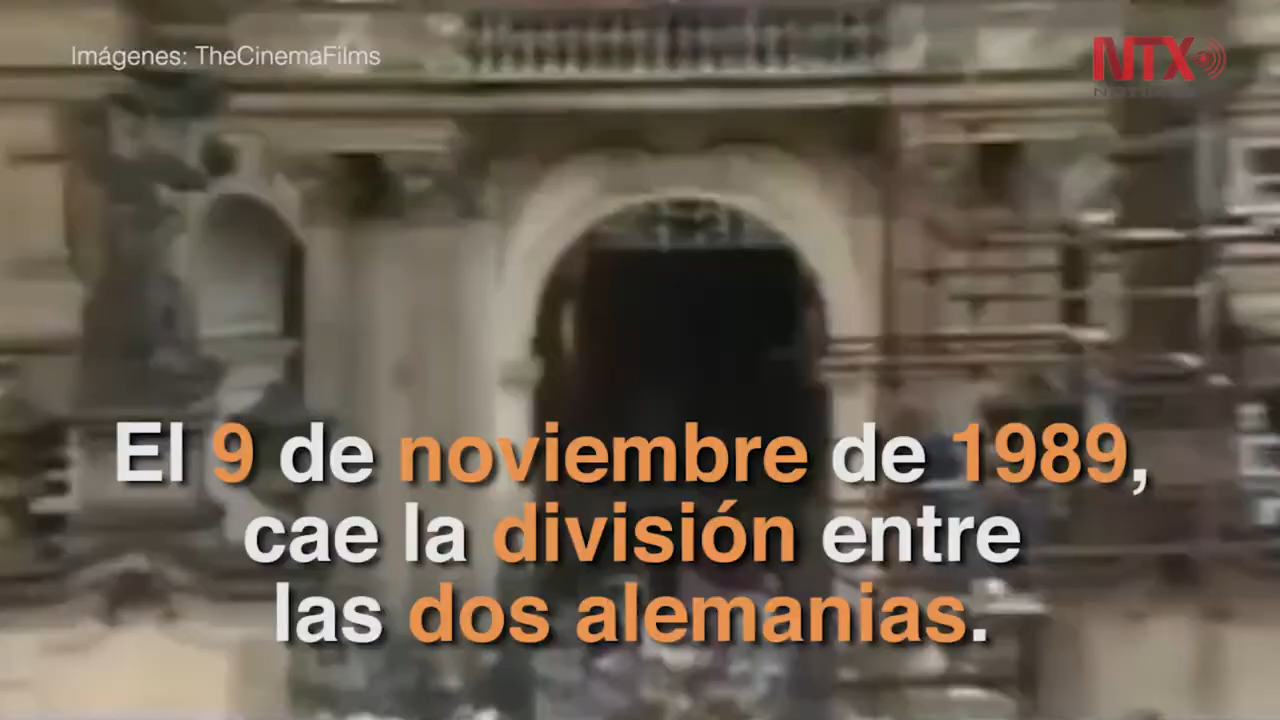 Imágenes: TheCinemaFilms
NTX
El 9 de noviembre de 1989,
cae la división entre
las dos alemanias.